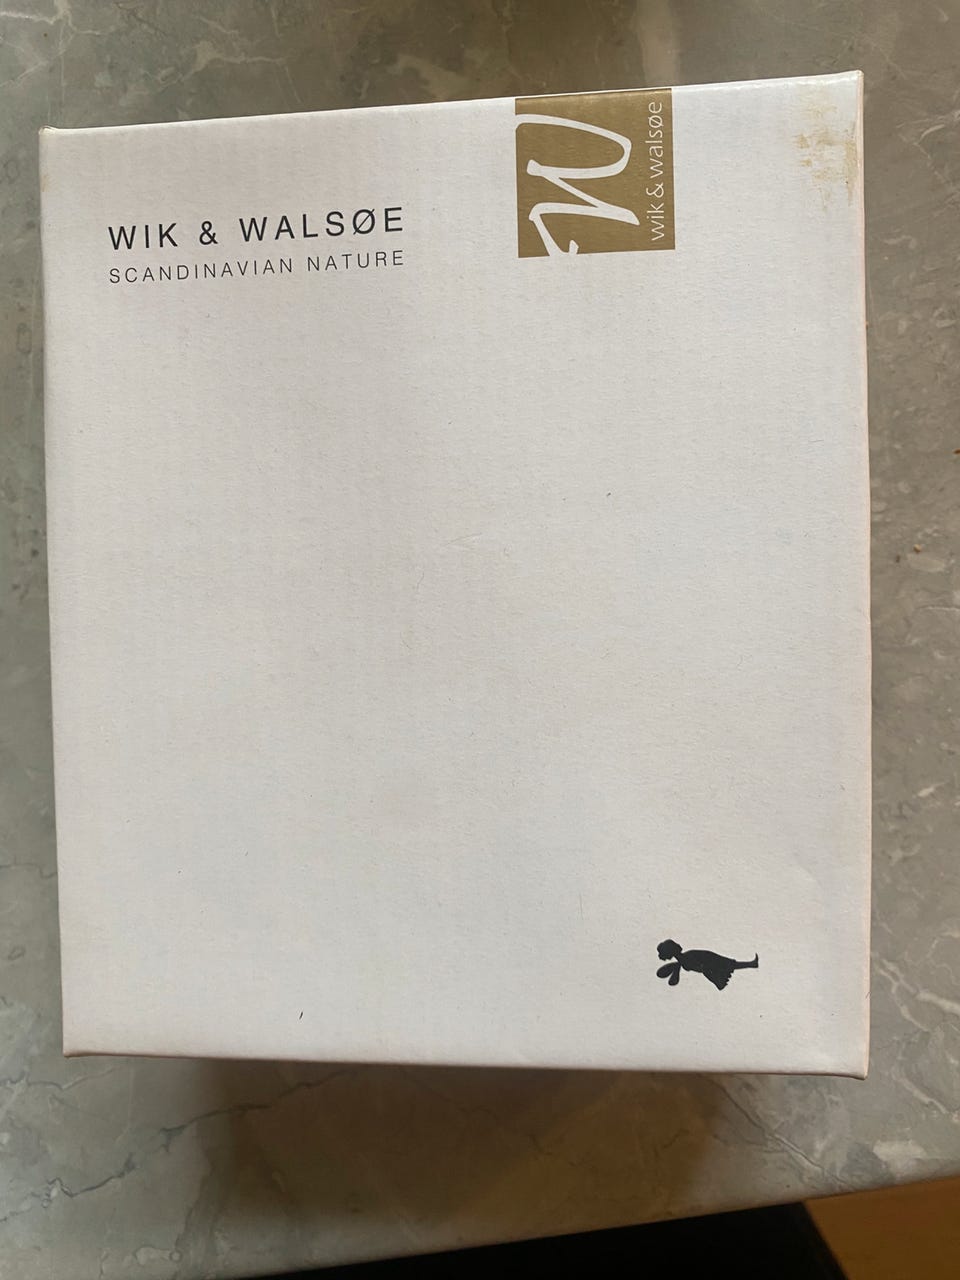 WIK & WALSØE
SCANDINAVIAN NATURE
W
wik & walsøe